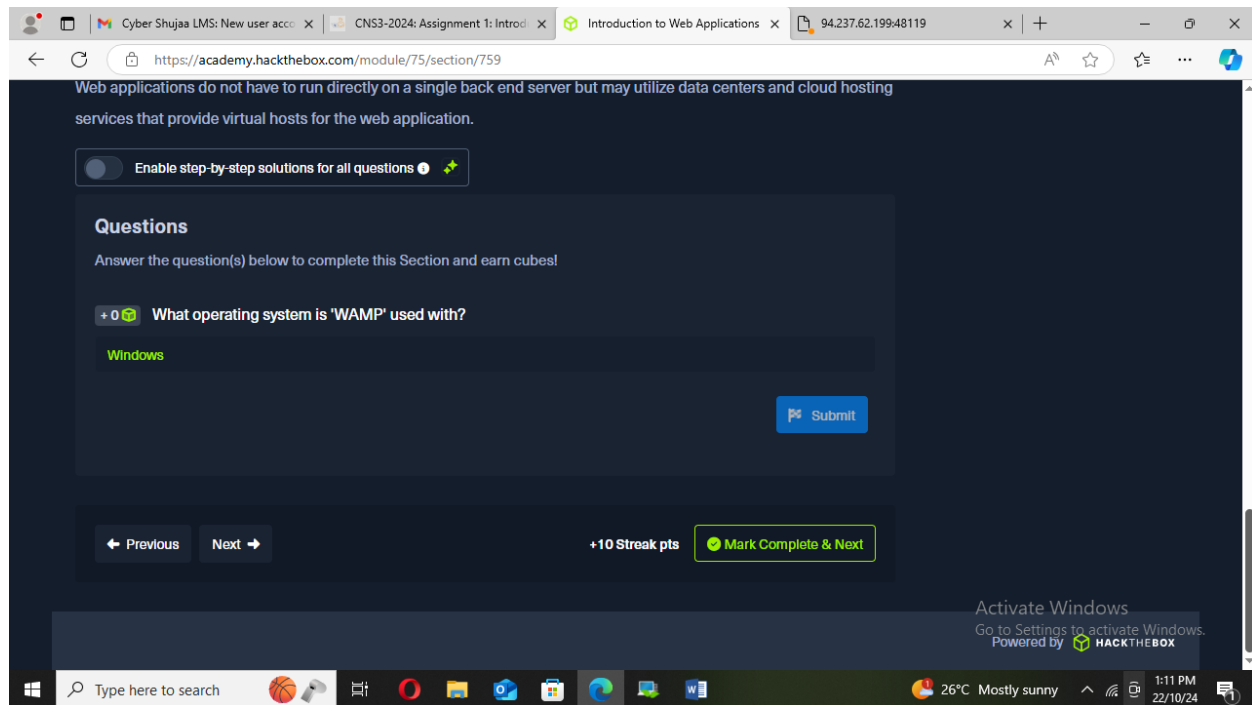 Cyber Shujaa LMS: New user acco
CNS3-2024: Assignment 1: Introd
Introduction to Web Applications
94.237.62.199:48119
https://academy.hackthebox.com/module/75/section/759
Web applications do not have to run directly on a single back end server but may utilize data centers and cloud hosting
services that provide virtual hosts for the web application.
Enable step-by-step solutions for all questions
Questions
Answer the question(s) below to complete this Section and earn cubes!
+ 0 What operating system is 'WAMP' used with?
Windows
Submit
Previous Next +10 Streak pts Mark Complete & Next
Activate Windows
Go to Settings to activate Windows.
Powered by HACKTHEBOX
Type here to search 26°C Mostly sunny 1:11 PM
22/10/24